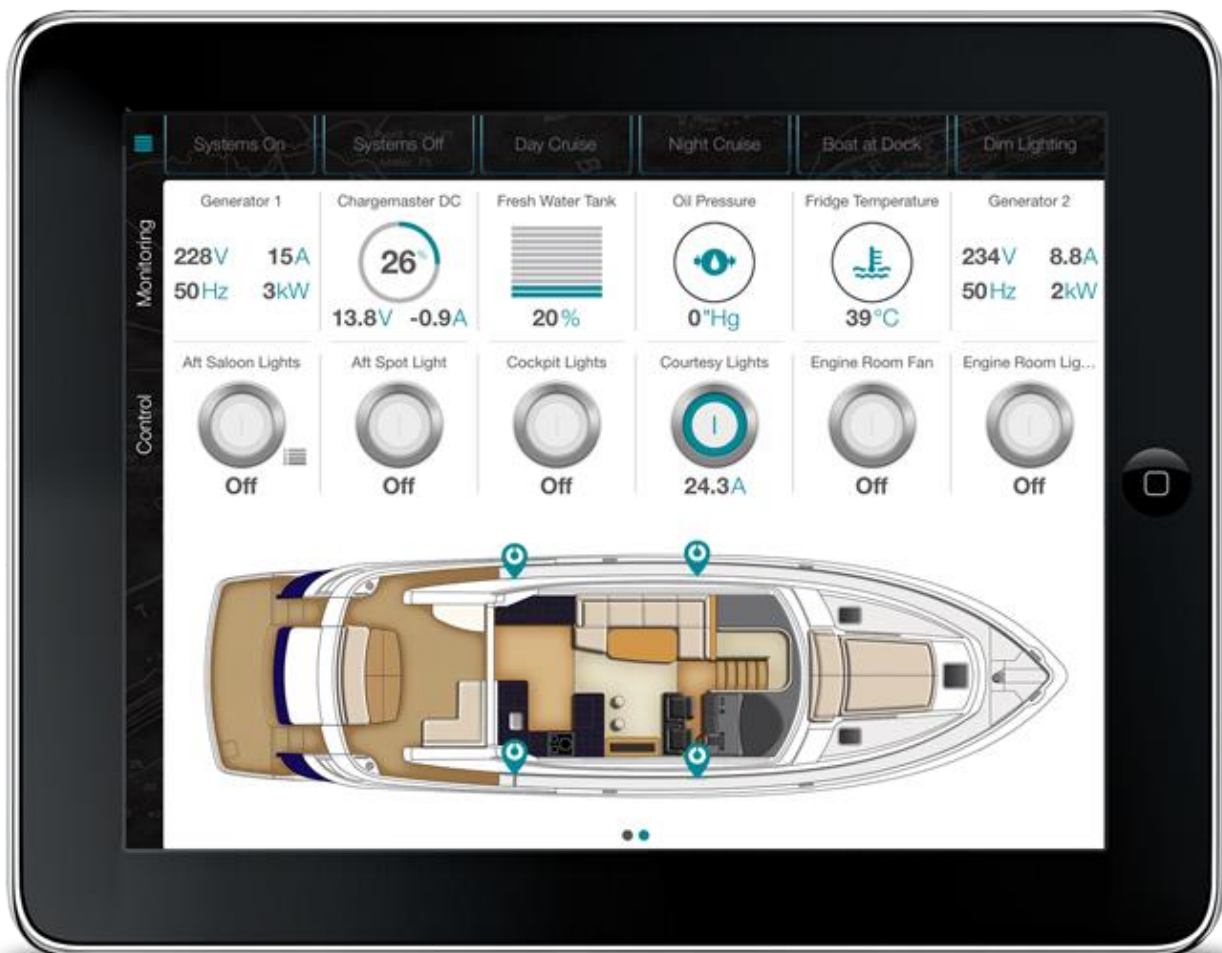 Systems On
Systems Off
Day Cruise
Night Cruise
Boat at Dock
Dim Lighting
Monitoring
Generator 1
228V 15A
50Hz 3kW
Chargemaster DC
26%
13.8V -0.9A
Fresh Water Tank
20%
Oil Pressure
0"Hg
Fridge Temperature
39°C
Generator 2
234V 8.8A
50Hz 2kW
Control
Aft Saloon Lights
Off
Aft Spot Light
Off
Cockpit Lights
Off
Courtesy Lights
24.3A
Engine Room Fan
Off
Engine Room Lig...
Off